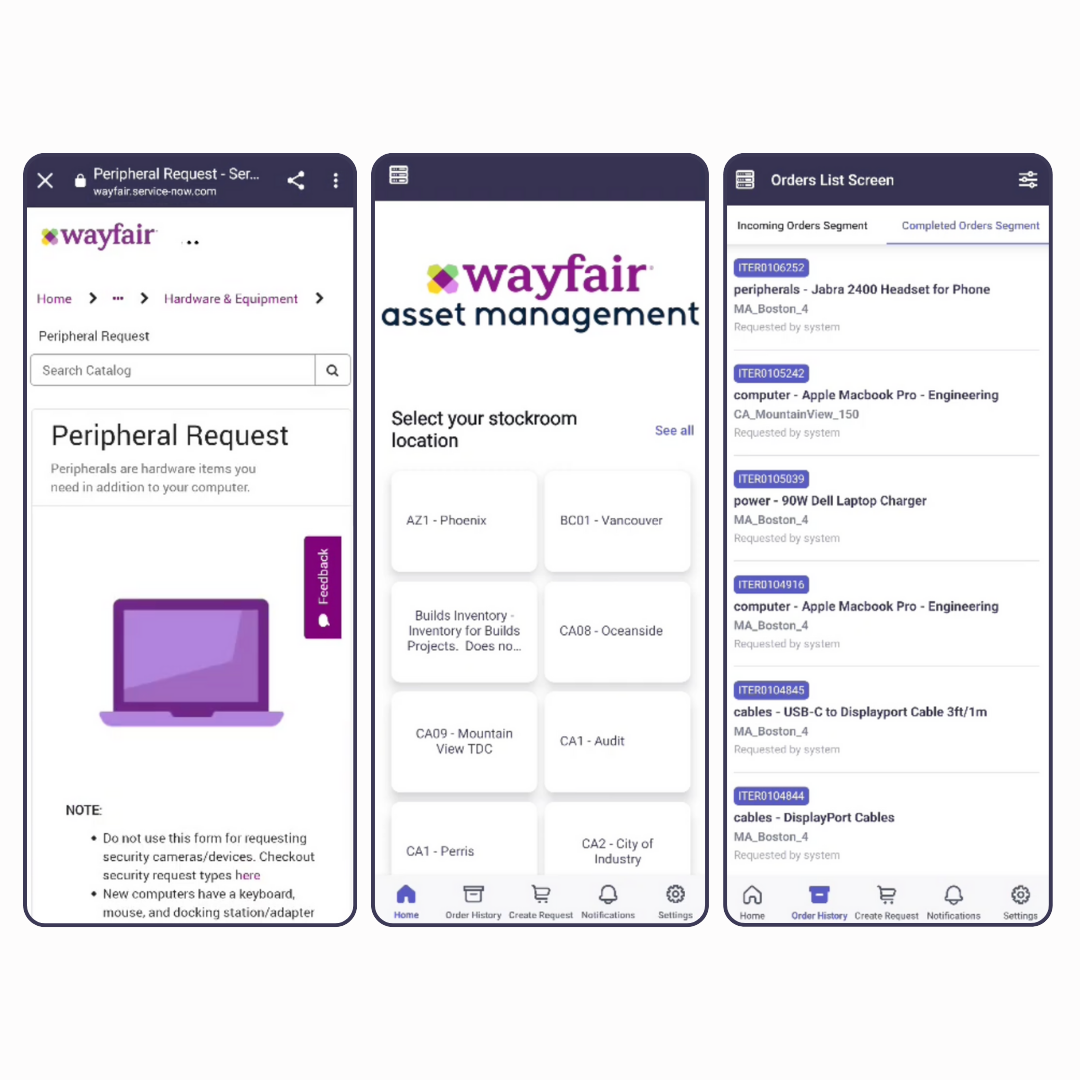 Peripheral Request - Ser...
wayfair.service-now.com
wayfair
Home
...
Hardware & Equipment
Peripheral Request
Search Catalog
Peripheral Request
Peripherals are hardware items you
need in addition to your computer.
Feedback
NOTE:
• Do not use this form for requesting
security cameras/devices. Checkout
security request types here
• New computers have a keyboard,
mouse, and docking station/adapter
wayfair
asset management
Select your stockroom
location
See all
AZ1 - Phoenix
BC01 - Vancouver
Builds Inventory -
Inventory for Builds
Projects. Does no...
CA08 - Oceanside
CA09 - Mountain
View TDC
CA1 - Audit
CA1 - Perris
CA2 - City of
Industry
Home
Order History
Create Request
Notifications
Settings
Orders List Screen
Incoming Orders Segment
Completed Orders Segment
ITER0106252
peripherals - Jabra 2400 Headset for Phone
MA_Boston_4
Requested by system
ITER0105242
computer - Apple Macbook Pro - Engineering
CA_MountainView_150
Requested by system
ITER0105039
power - 90W Dell Laptop Charger
MA_Boston_4
Requested by system
ITER0104916
computer - Apple Macbook Pro - Engineering
MA_Boston_4
Requested by system
ITER0104845
cables - USB-C to Displayport Cable 3ft/1m
MA_Boston_4
Requested by system
ITER0104844
cables - DisplayPort Cables
MA_Boston_4
Requested by system
Home
Order History
Create Request
Notifications
Settings